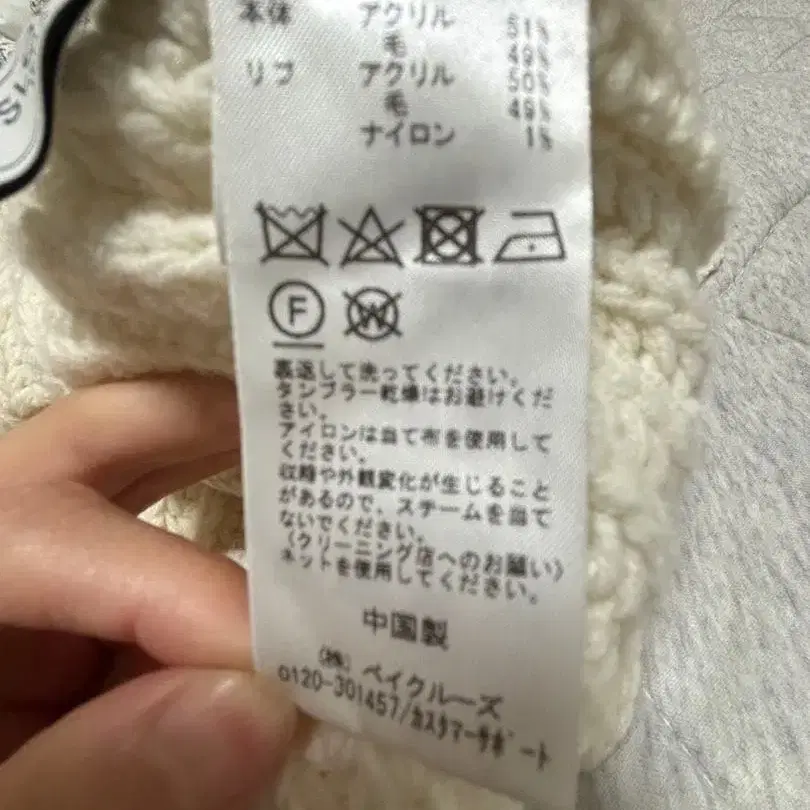 本体 アクリル 51%
毛 49%
リブ アクリル 50%
毛 49%
ナイロン 1%
F W
裏返して洗ってください。
タンブラー乾燥はお避けくだ
さい。
アイロンは当て布を使用して
ください。
収縮や外観変化が生じること
があるので、スチームを当て
ないでください。
(クリーニング店へのお願い)
ネットを使用してください。
中国製
(株) ベイクルーズ
0120-301457/カスタマーサポート